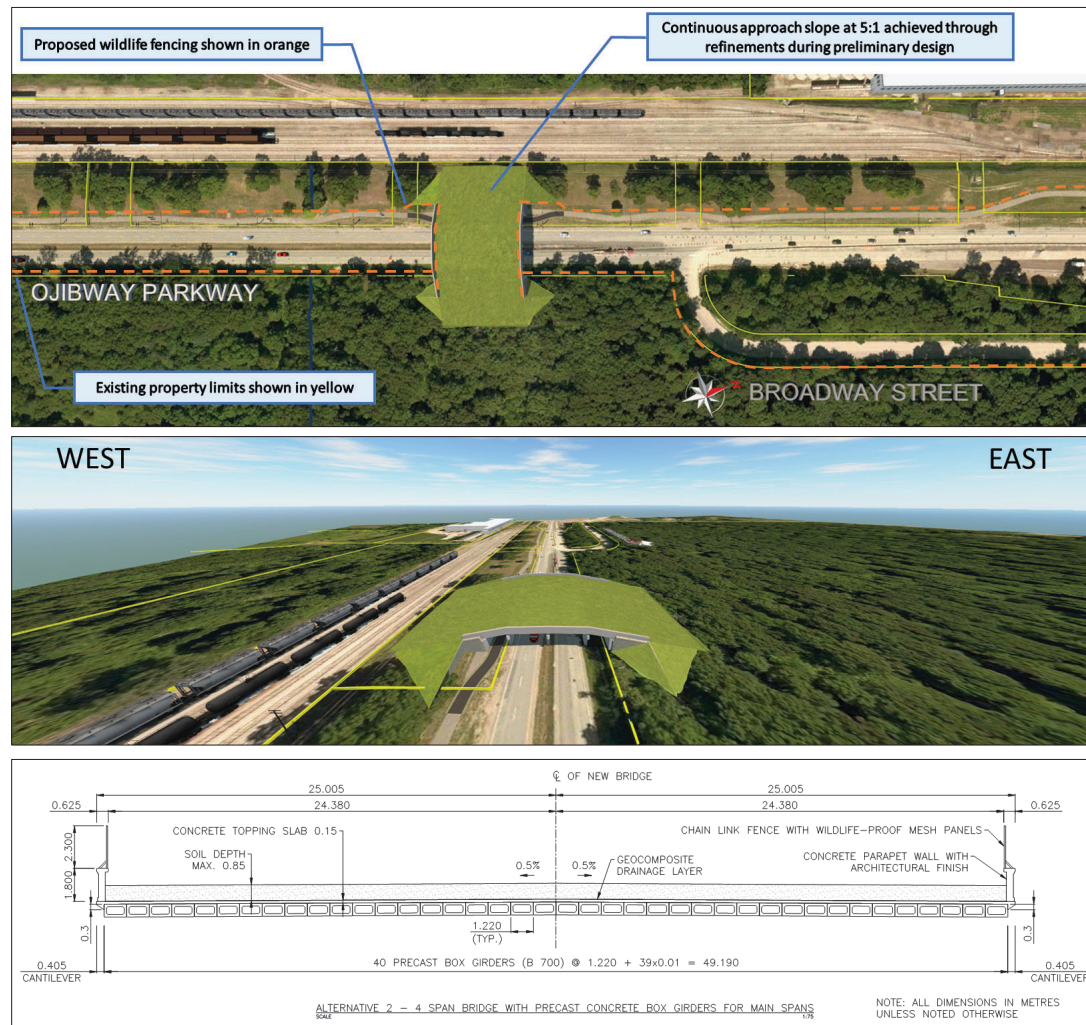 Proposed wildlife fencing shown in orange
Continuous approach slope at 5:1 achieved through
refinements during preliminary design
OJIBWAY PARKWAY
Existing property limits shown in yellow
BROADWAY STREET
WEST
EAST
℄ OF NEW BRIDGE
25.005
25.005
0.625
24.380
24.380
0.625
2.300
CONCRETE TOPPING SLAB 0.15
CHAIN LINK FENCE WITH WILDLIFE-PROOF MESH PANELS
SOIL DEPTH
MAX. 0.85
0.5%
0.5%
GEOCOMPOSITE
DRAINAGE LAYER
CONCRETE PARAPET WALL WITH
ARCHITECTURAL FINISH
1.800
0.3
1.220
(TYP.)
0.3
0.405
CANTILEVER
40 PRECAST BOX GIRDERS (B 700) @ 1.220 + 39x0.01 = 49.190
0.405
CANTILEVER
ALTERNATIVE 2 – 4 SPAN BRIDGE WITH PRECAST CONCRETE BOX GIRDERS FOR MAIN SPANS
SCALE
1:75
NOTE: ALL DIMENSIONS IN METRES
UNLESS NOTED OTHERWISE